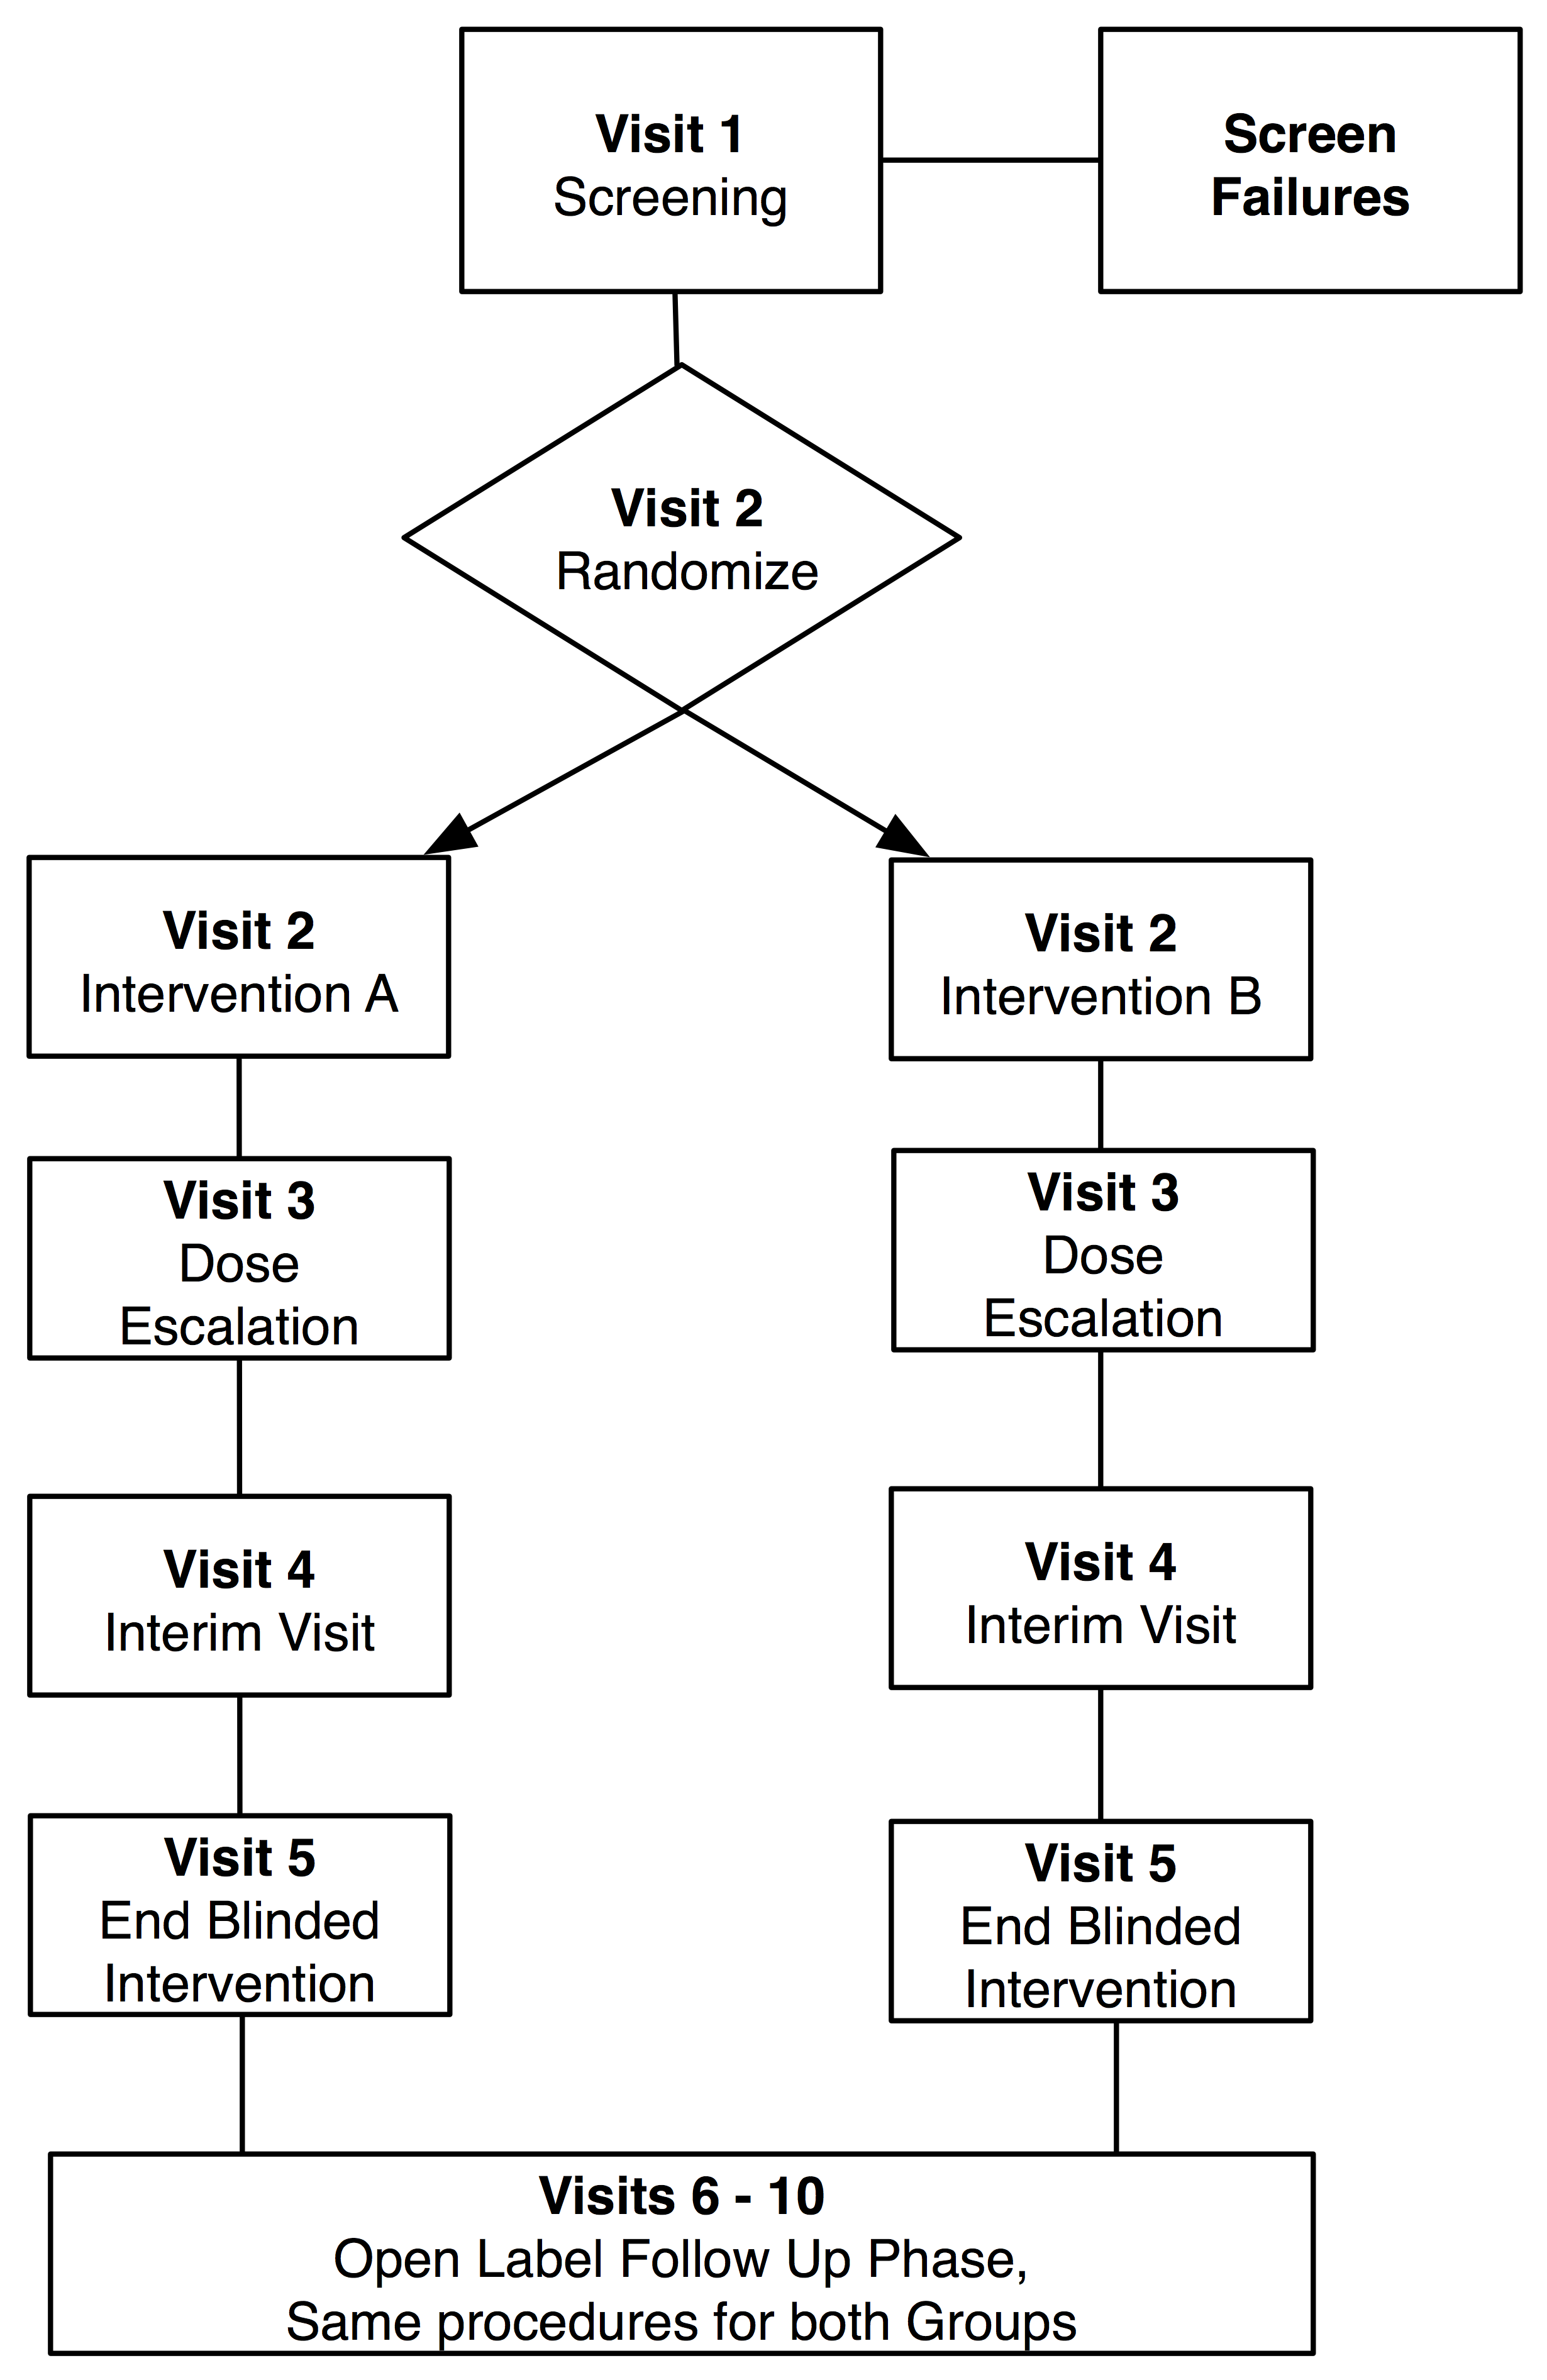 Visit 1
Screening
Screen
Failures
Visit 2
Randomize
Visit 2
Intervention A
Visit 2
Intervention B
Visit 3
Dose
Escalation
Visit 3
Dose
Escalation
Visit 4
Interim Visit
Visit 4
Interim Visit
Visit 5
End Blinded
Intervention
Visit 5
End Blinded
Intervention
Visits 6 - 10
Open Label Follow Up Phase,
Same procedures for both Groups